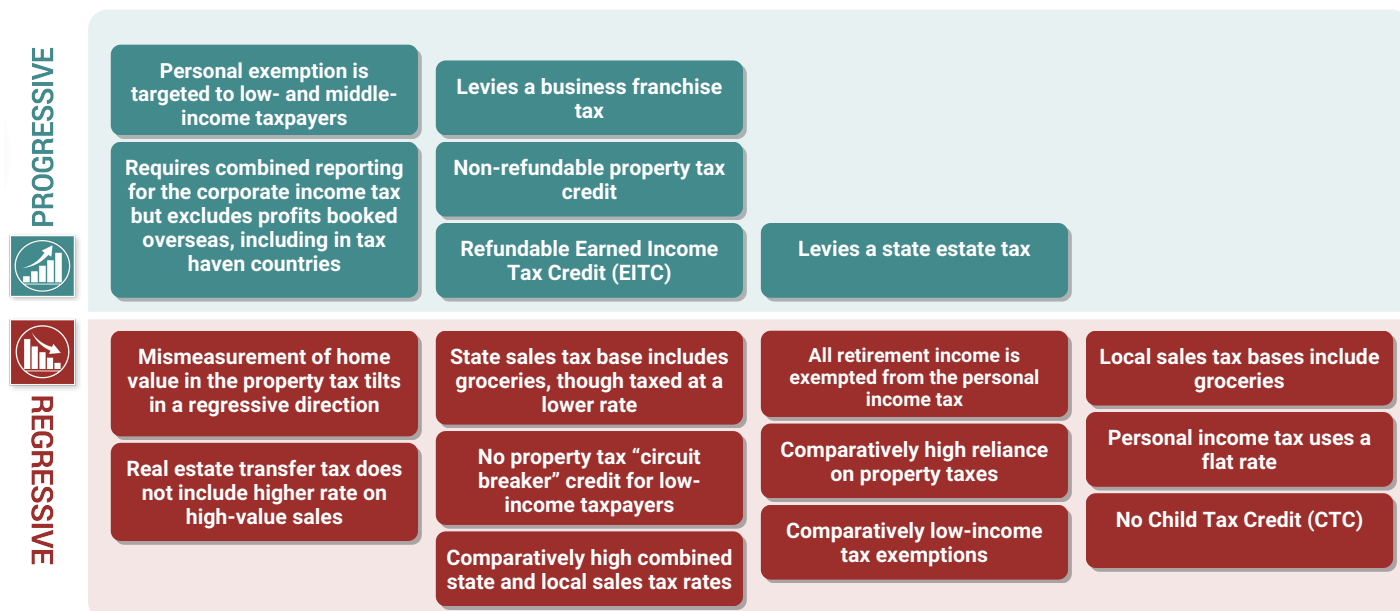 PROGRESSIVE
Personal exemption is
targeted to low- and middle-
income taxpayers
Requires combined reporting
for the corporate income tax
but excludes profits booked
overseas, including in tax
haven countries
Levies a business franchise
tax
Non-refundable property tax
credit
Refundable Earned Income
Tax Credit (EITC)
Levies a state estate tax
REGRESSIVE
Mismeasurement of home
value in the property tax tilts
in a regressive direction
Real estate transfer tax does
not include higher rate on
high-value sales
State sales tax base includes
groceries, though taxed at a
lower rate
No property tax “circuit
breaker” credit for low-
income taxpayers
Comparatively high combined
state and local sales tax rates
All retirement income is
exempted from the personal
income tax
Comparatively high reliance
on property taxes
Comparatively low-income
tax exemptions
Local sales tax bases include
groceries
Personal income tax uses a
flat rate
No Child Tax Credit (CTC)